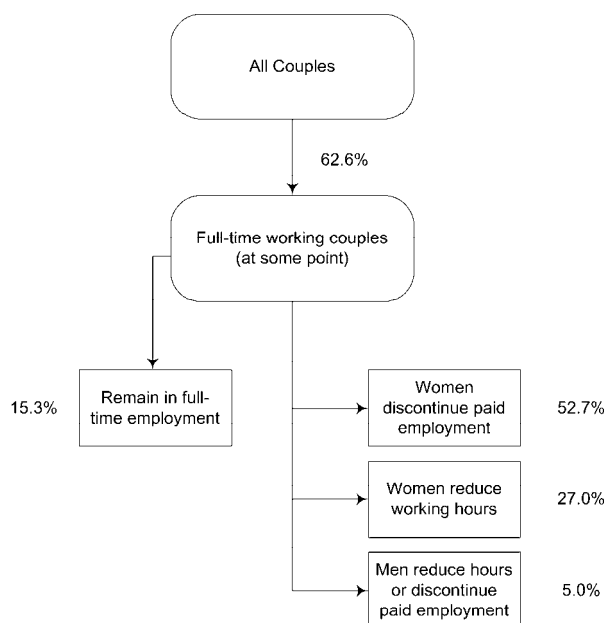 All Couples
62.6%
Full-time working couples
(at some point)
15.3%
Remain in full-
time employment
Women
discontinue paid
employment
52.7%
Women reduce
working hours
27.0%
Men reduce hours
or discontinue
paid employment
5.0%